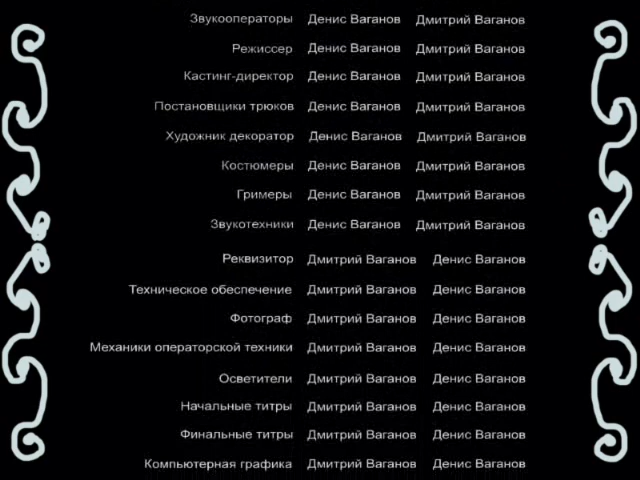 Звукооператоры Денис Ваганов Дмитрий Ваганов
Режиссер Денис Ваганов Дмитрий Ваганов
Кастинг-директор Денис Ваганов Дмитрий Ваганов
Постановщики трюков Денис Ваганов Дмитрий Ваганов
Художник декоратор Денис Ваганов Дмитрий Ваганов
Костюмеры Денис Ваганов Дмитрий Ваганов
Гримеры Денис Ваганов Дмитрий Ваганов
Звукотехники Денис Ваганов Дмитрий Ваганов
Реквизитор Дмитрий Ваганов Денис Ваганов
Техническое обеспечение Дмитрий Ваганов Денис Ваганов
Фотограф Дмитрий Ваганов Денис Ваганов
Механики операторской техники Дмитрий Ваганов Денис Ваганов
Осветители Дмитрий Ваганов Денис Ваганов
Начальные титры Дмитрий Ваганов Денис Ваганов
Финальные титры Дмитрий Ваганов Денис Ваганов
Компьютерная графика Дмитрий Ваганов Денис Ваганов